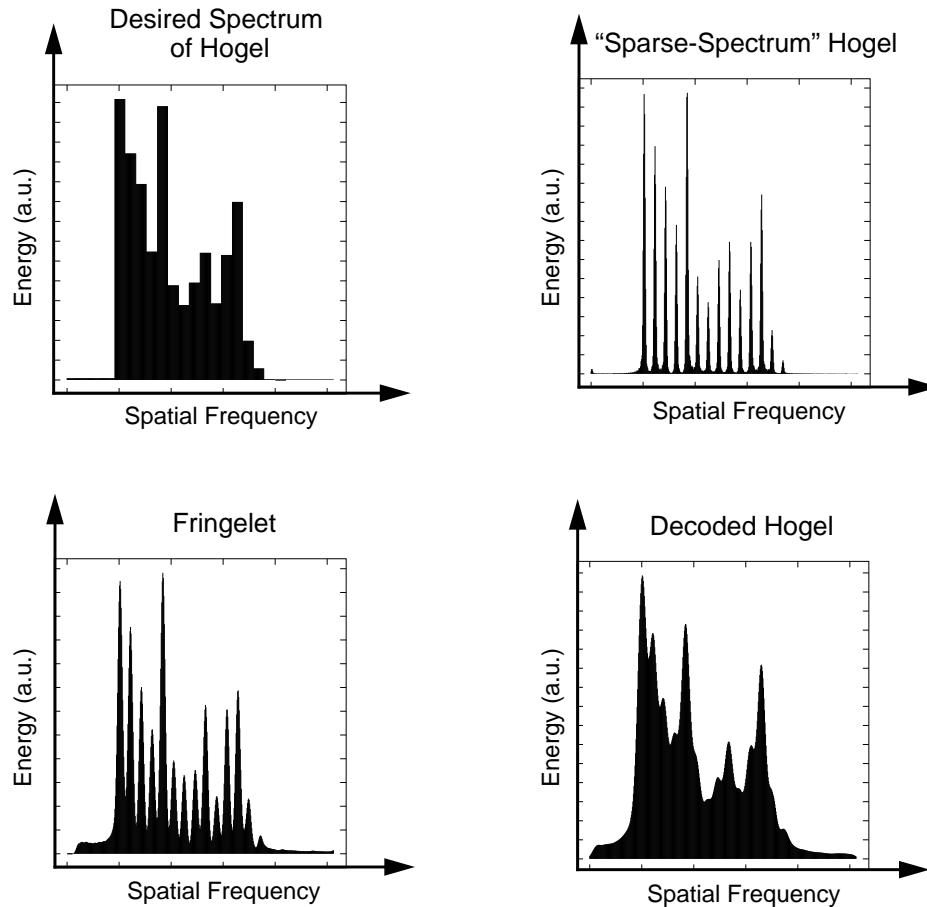 Desired Spectrum
of Hogel
Energy (a.u.)
Spatial Frequency
“Sparse-Spectrum” Hogel
Energy (a.u.)
Spatial Frequency
Fringelet
Energy (a.u.)
Spatial Frequency
Decoded Hogel
Energy (a.u.)
Spatial Frequency